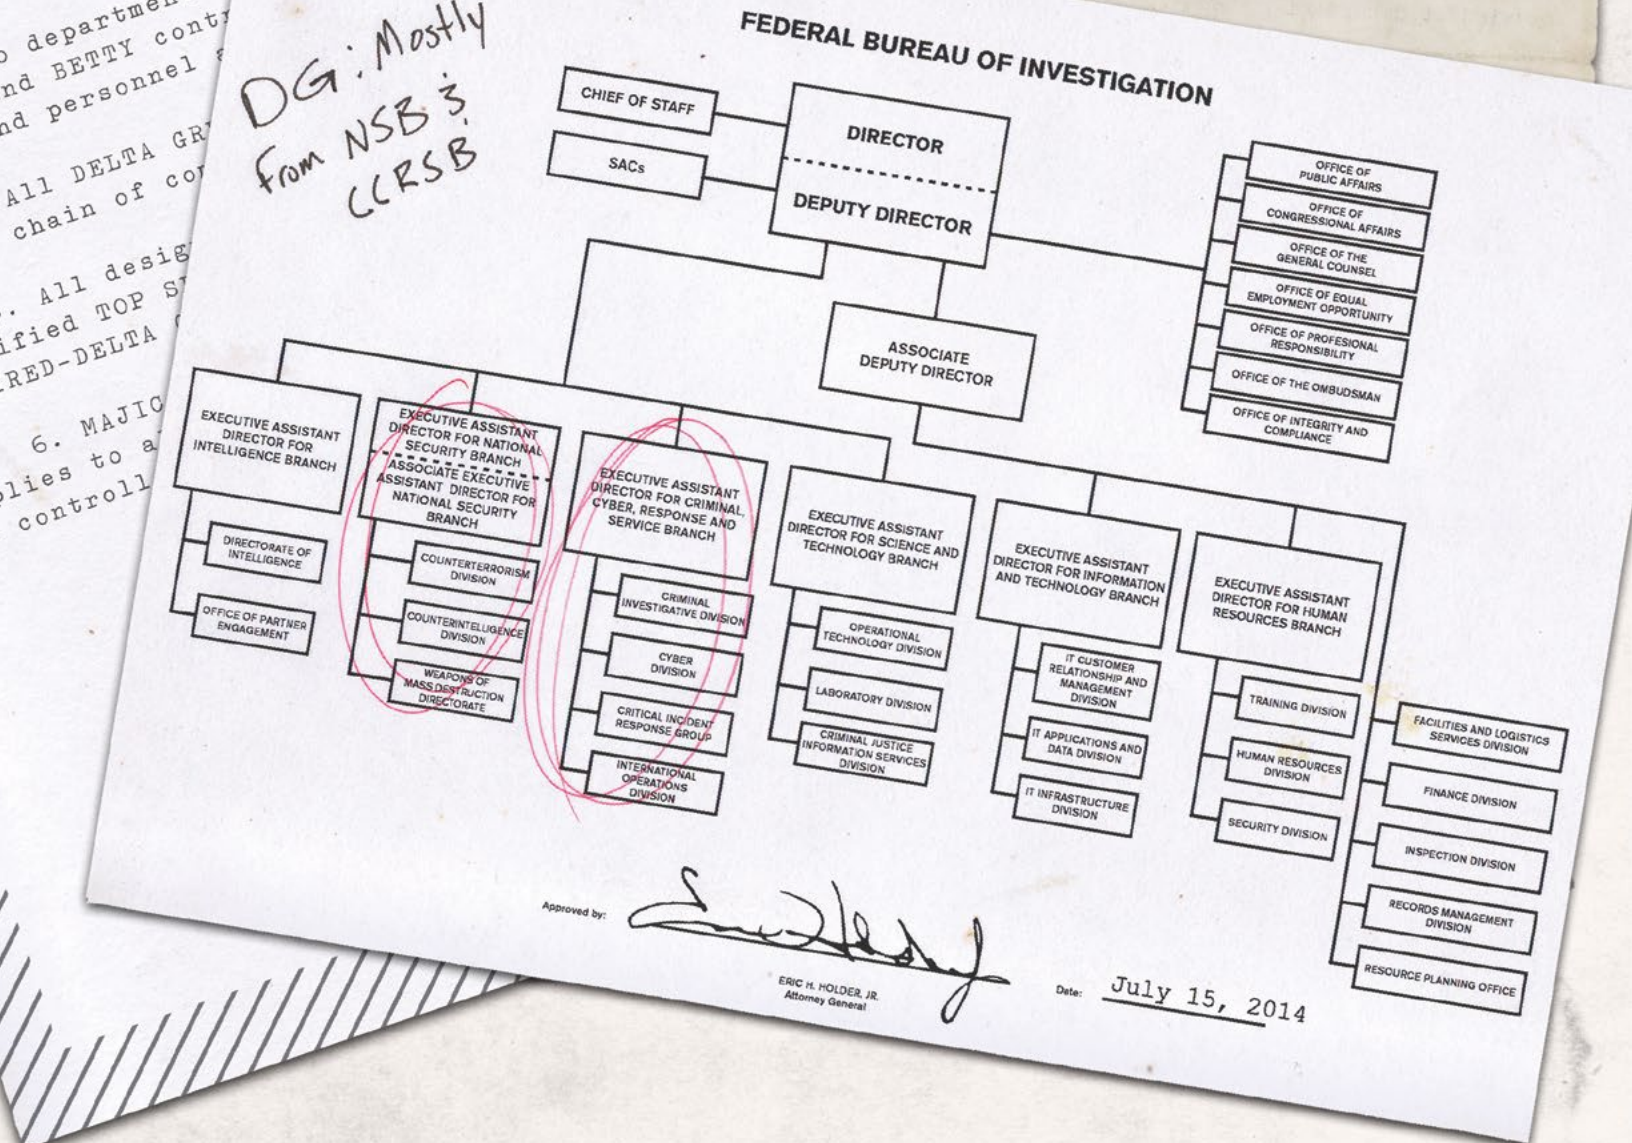 o departme
nd BETTY contr
nd personnel a
All DELTA GR
chain of co
. All desig
ified TOP S
RED-DELTA
6. MAJIC
plies to a
controll
DG: Mostly
from NSB &
CCRSB
FEDERAL BUREAU OF INVESTIGATION
CHIEF OF STAFF
SACs
DIRECTOR
DEPUTY DIRECTOR
ASSOCIATE
DEPUTY DIRECTOR
OFFICE OF
PUBLIC AFFAIRS
OFFICE OF
CONGRESSIONAL AFFAIRS
OFFICE OF THE
GENERAL COUNSEL
OFFICE OF EQUAL
EMPLOYMENT OPPORTUNITY
OFFICE OF PROFESIONAL
RESPONSIBILITY
OFFICE OF THE OMBUDSMAN
OFFICE OF INTEGRITY AND
COMPLIANCE
EXECUTIVE ASSISTANT
DIRECTOR FOR
INTELLIGENCE BRANCH
DIRECTORATE OF
INTELLIGENCE
OFFICE OF PARTNER
ENGAGEMENT
EXECUTIVE ASSISTANT
DIRECTOR FOR NATIONAL
SECURITY BRANCH
ASSOCIATE EXECUTIVE
ASSISTANT DIRECTOR FOR
NATIONAL SECURITY
BRANCH
COUNTERTERRORISM
DIVISION
COUNTERINTELLIGENCE
DIVISION
WEAPONS OF
MASS DESTRUCTION
DIRECTORATE
EXECUTIVE ASSISTANT
DIRECTOR FOR CRIMINAL,
CYBER, RESPONSE AND
SERVICE BRANCH
CRIMINAL
INVESTIGATIVE DIVISION
CYBER
DIVISION
CRITICAL INCIDENT
RESPONSE GROUP
INTERNATIONAL
OPERATIONS
DIVISION
EXECUTIVE ASSISTANT
DIRECTOR FOR SCIENCE AND
TECHNOLOGY BRANCH
OPERATIONAL
TECHNOLOGY DIVISION
LABORATORY DIVISION
CRIMINAL JUSTICE
INFORMATION SERVICES
DIVISION
EXECUTIVE ASSISTANT
DIRECTOR FOR INFORMATION
AND TECHNOLOGY BRANCH
IT CUSTOMER
RELATIONSHIP AND
MANAGEMENT
DIVISION
IT APPLICATIONS AND
DATA DIVISION
IT INFRASTRUCTURE
DIVISION
EXECUTIVE ASSISTANT
DIRECTOR FOR HUMAN
RESOURCES BRANCH
TRAINING DIVISION
HUMAN RESOURCES
DIVISION
SECURITY DIVISION
FACILITIES AND LOGISTICS
SERVICES DIVISION
FINANCE DIVISION
INSPECTION DIVISION
RECORDS MANAGEMENT
DIVISION
RESOURCE PLANNING OFFICE
Approved by:
ERIC H. HOLDER, JR.
Attorney General
Date: July 15, 2014